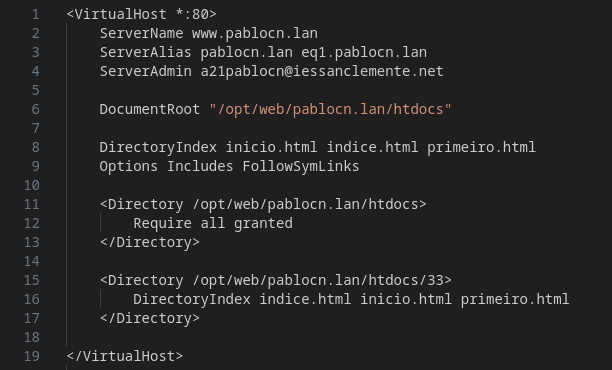 1 <VirtualHost *:80>
2 ServerName www.pablocn.lan
3 ServerAlias pablocn.lan eq1.pablocn.lan
4 ServerAdmin a21pablocn@iessanclemente.net
5
6 DocumentRoot "/opt/web/pablocn.lan/htdocs"
7
8 DirectoryIndex inicio.html indice.html primeiro.html
9 Options Includes FollowSymLinks
10
11 <Directory /opt/web/pablocn.lan/htdocs>
12 Require all granted
13 </Directory>
14
15 <Directory /opt/web/pablocn.lan/htdocs/33>
16 DirectoryIndex indice.html inicio.html primeiro.html
17 </Directory>
18
19 </VirtualHost>